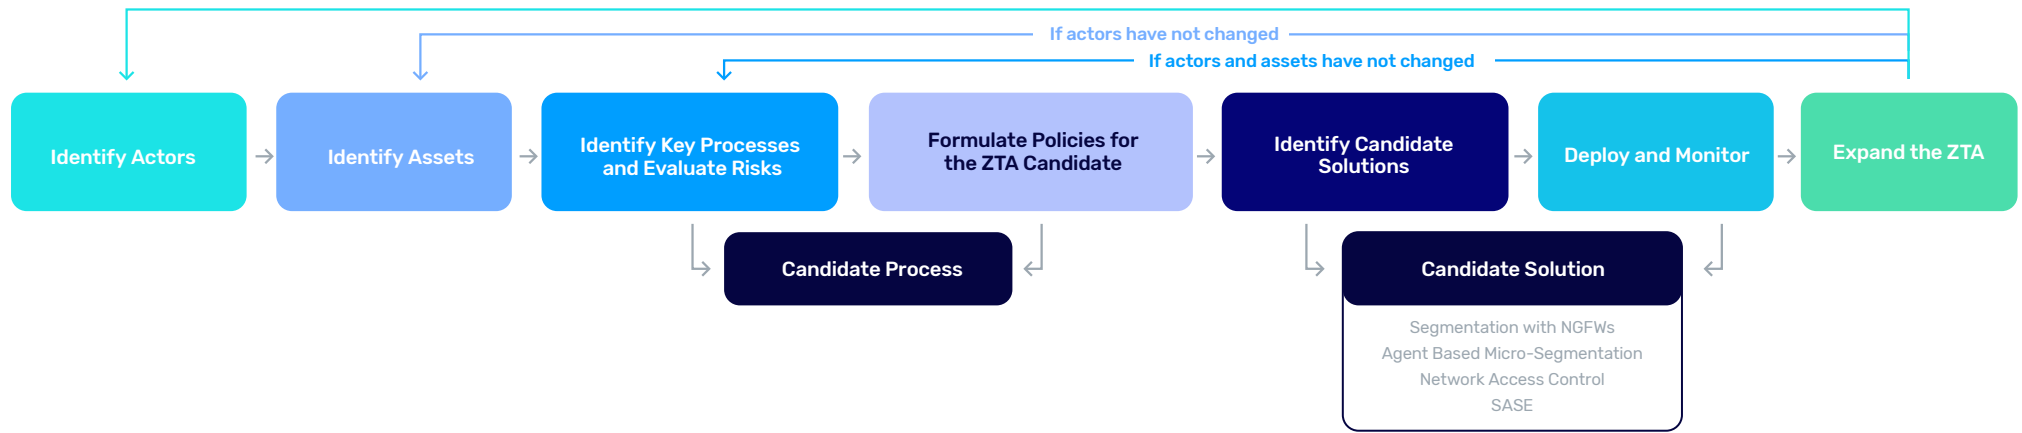 If actors have not changed
If actors and assets have not changed
Identify Actors
Identify Assets
Identify Key Processes
and Evaluate Risks
Formulate Policies for
the ZTA Candidate
Identify Candidate
Solutions
Deploy and Monitor
Expand the ZTA
Candidate Process
Candidate Solution
Segmentation with NGFWs
Agent Based Micro-Segmentation
Network Access Control
SASE